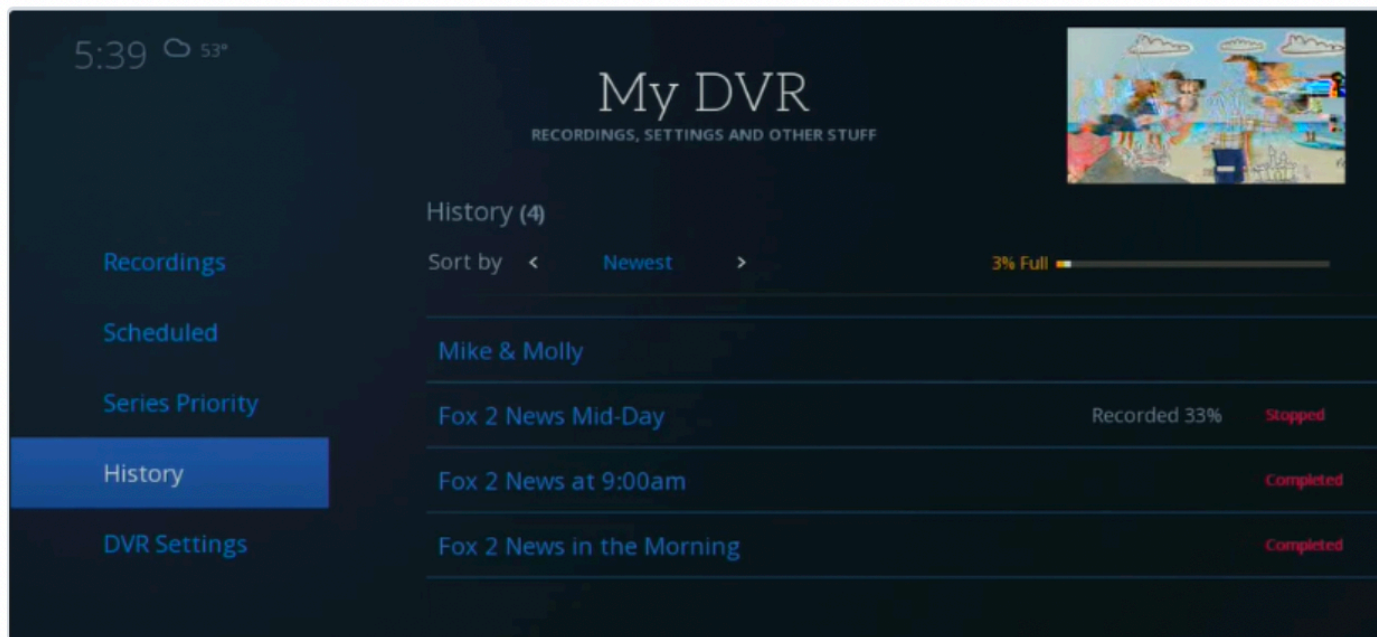 5:39 53°
My DVR
RECORDINGS, SETTINGS AND OTHER STUFF
History (4)
Recordings
Sort by < Newest >
3% Full
Scheduled
Mike & Molly
Series Priority
Fox 2 News Mid-Day Recorded 33% Stopped
History
Fox 2 News at 9:00am Completed
DVR Settings
Fox 2 News in the Morning Completed